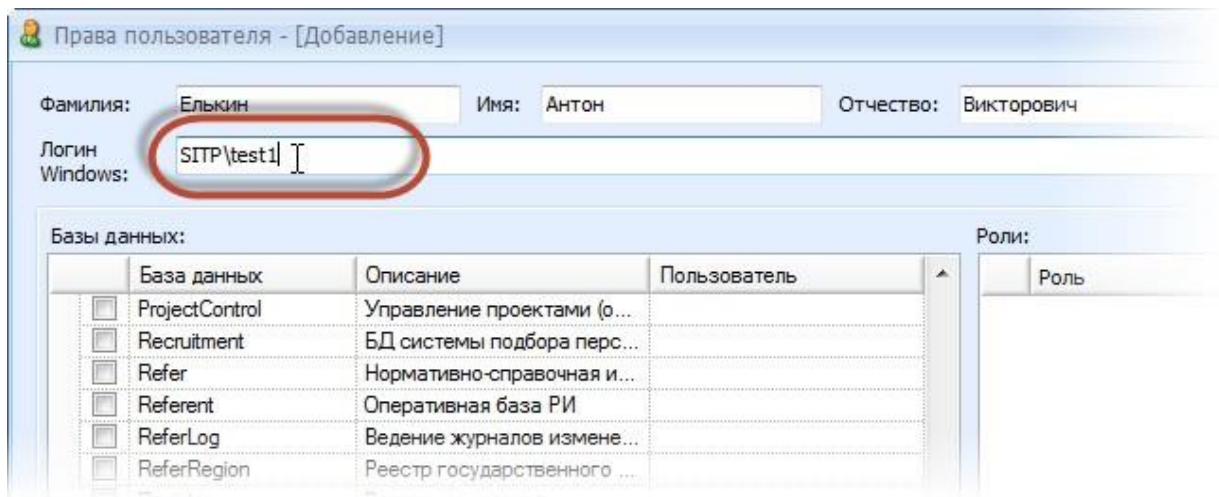 Права пользователя - [Добавление]
Фамилия: Елькин Имя: Антон Отчество: Викторович
Логин
Windows: SITP\test1
Базы данных: Роли:
База данных Описание Пользователь Роль
ProjectControl Управление проектами (о...
Recruitment БД системы подбора перс...
Refer Нормативно-справочная и...
Referent Оперативная база РИ
ReferLog Ведение журналов измене...
ReferRegion Реестр государственного ...